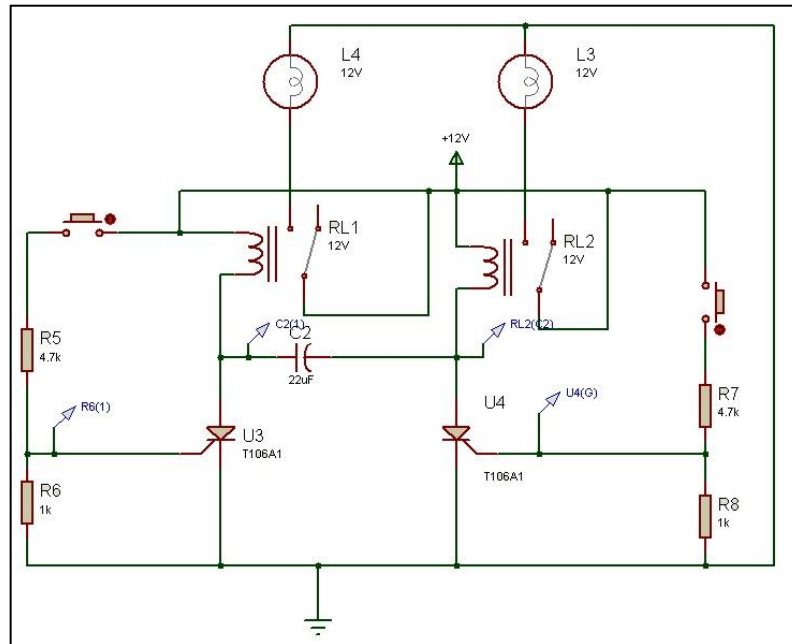 L4
12V
L3
12V
+12V
RL1
12V
RL2
12V
C2(1)
C2
22uF
RL2(C2)
R5
4.7k
R6(1)
U3
T106A1
U4
T106A1
U4(G)
R7
4.7k
R6
1k
R8
1k